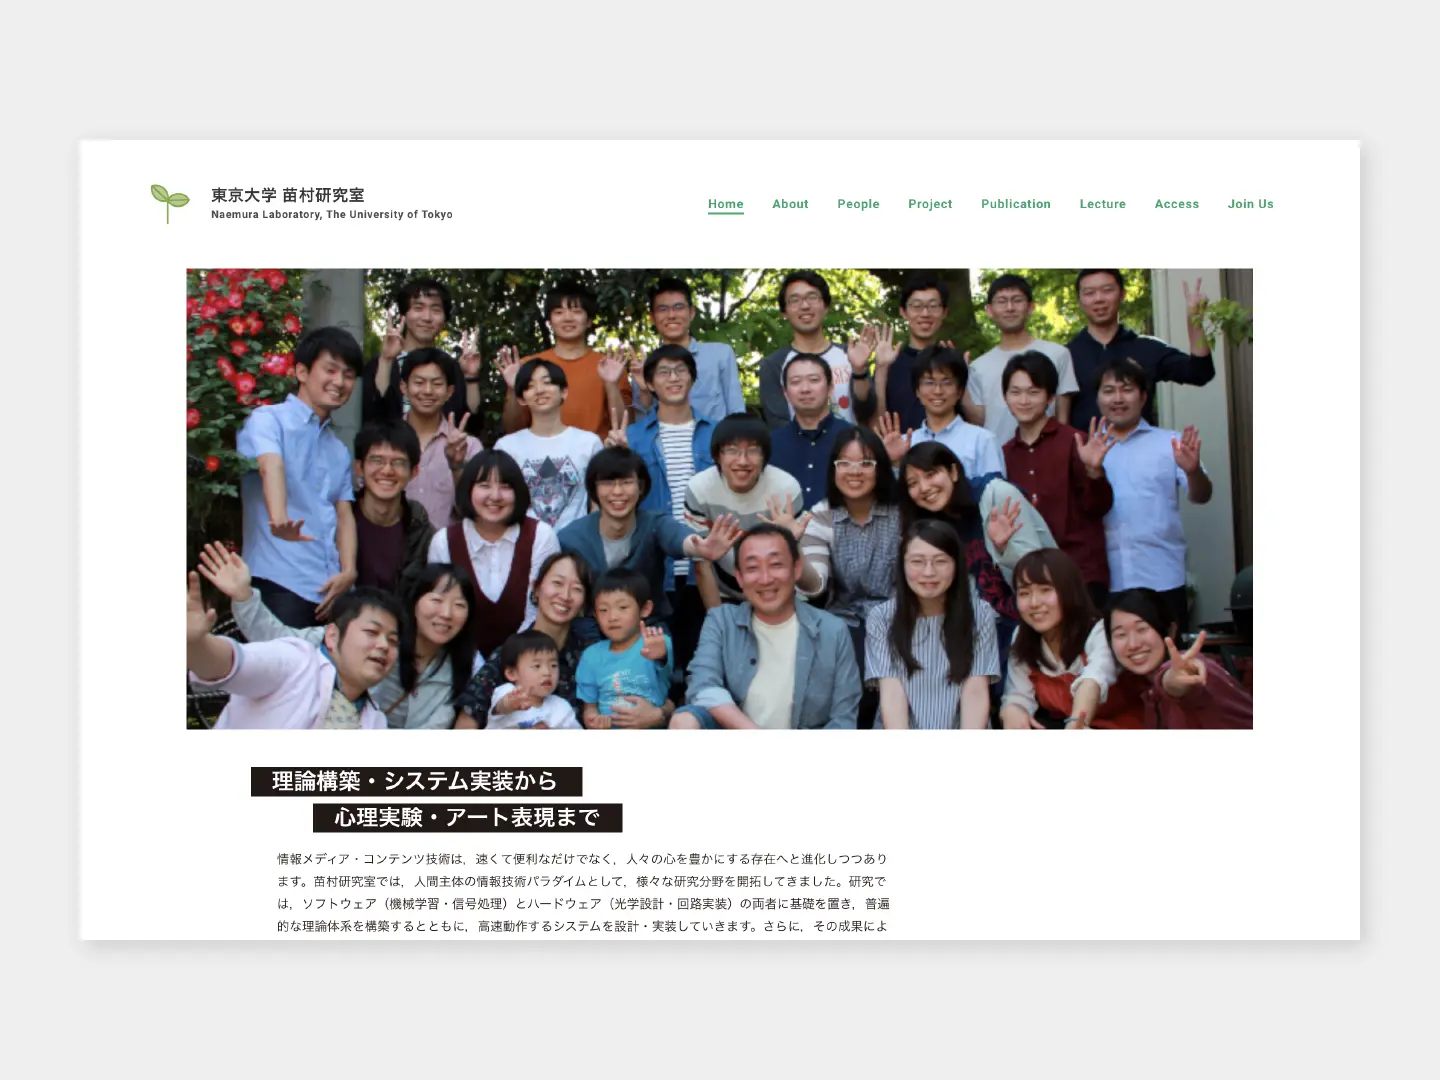 東京大学 苗村研究室
Naemura Laboratory, The University of Tokyo
Home About People Project Publication Lecture Access Join Us
理論構築・システム実装から
心理実験・アート表現まで
情報メディア・コンテンツ技術は，速くて便利なだけでなく，人々の心を豊かにする存在へと進化しつつあり
ます。苗村研究室では，人間主体の情報技術パラダイムとして，様々な研究分野を開拓してきました。研究で
は，ソフトウェア（機械学習・信号処理）とハードウェア（光学設計・回路実装）の両者に基礎を置き，普遍
的な理論体系を構築するとともに，高速動作するシステムを設計・実装していきます。さらに，その成果によ